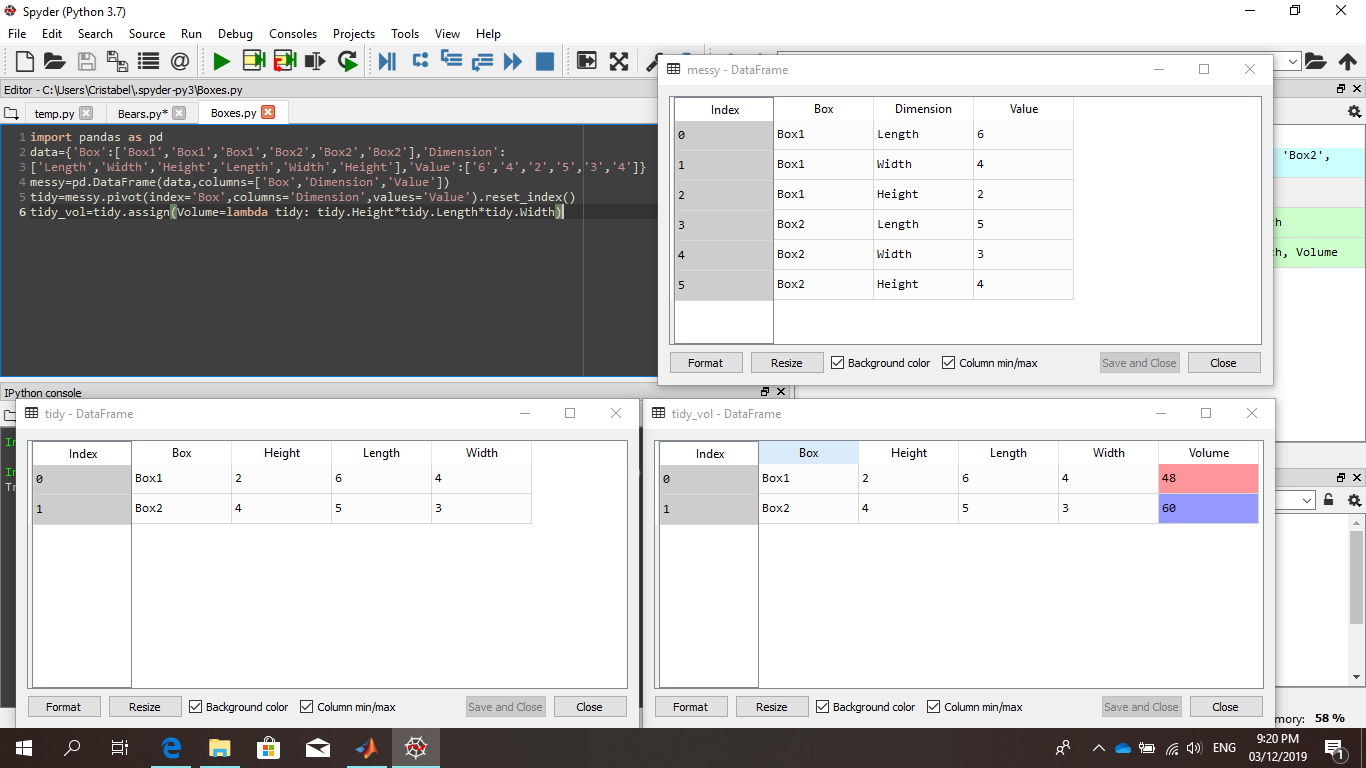 Spyder (Python 3.7)
File Edit Search Source Run Debug Consoles Projects Tools View Help
Editor - C:\Users\Cristabel\.spyder-py3\Boxes.py
temp.py Bears.py* Boxes.py
1 import pandas as pd
2 data={'Box':['Box1','Box1','Box1','Box2','Box2','Box2'],'Dimension':
3 ['Length','Width','Height','Length','Width','Height'],'Value':['6','4','2','5','3','4']}
4 messy=pd.DataFrame(data,columns=['Box','Dimension','Value'])
5 tidy=messy.pivot(index='Box',columns='Dimension',values='Value').reset_index()
6 tidy_vol=tidy.assign(Volume=lambda tidy: tidy.Height*tidy.Length*tidy.Width)
messy - DataFrame
Index Box Dimension Value
0 Box1 Length 6
1 Box1 Width 4
2 Box1 Height 2
3 Box2 Length 5
4 Box2 Width 3
5 Box2 Height 4
Format Resize Background color Column min/max Save and Close Close
'Box2',
h, Volume
IPython console
tidy - DataFrame
Index Box Height Length Width
0 Box1 2 6 4
1 Box2 4 5 3
Format Resize Background color Column min/max Save and Close Close
tidy_vol - DataFrame
Index Box Height Length Width Volume
0 Box1 2 6 4 48
1 Box2 4 5 3 60
Format Resize Background color Column min/max Save and Close Close
mory: 58 %
ENG
9:20 PM
03/12/2019
1